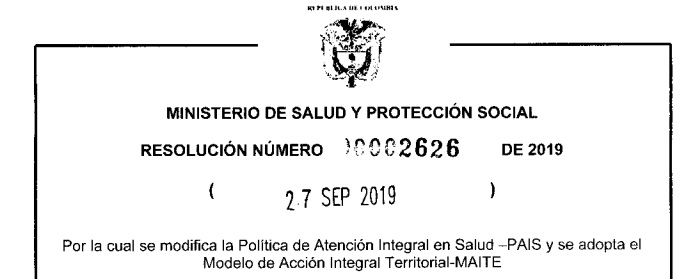 REPUBLICA DE COLOMBIA
MINISTERIO DE SALUD Y PROTECCIÓN SOCIAL
RESOLUCIÓN NÚMERO 00002626 DE 2019
( 27 SEP 2019 )
Por la cual se modifica la Política de Atención Integral en Salud –PAIS y se adopta el
Modelo de Acción Integral Territorial-MAITE